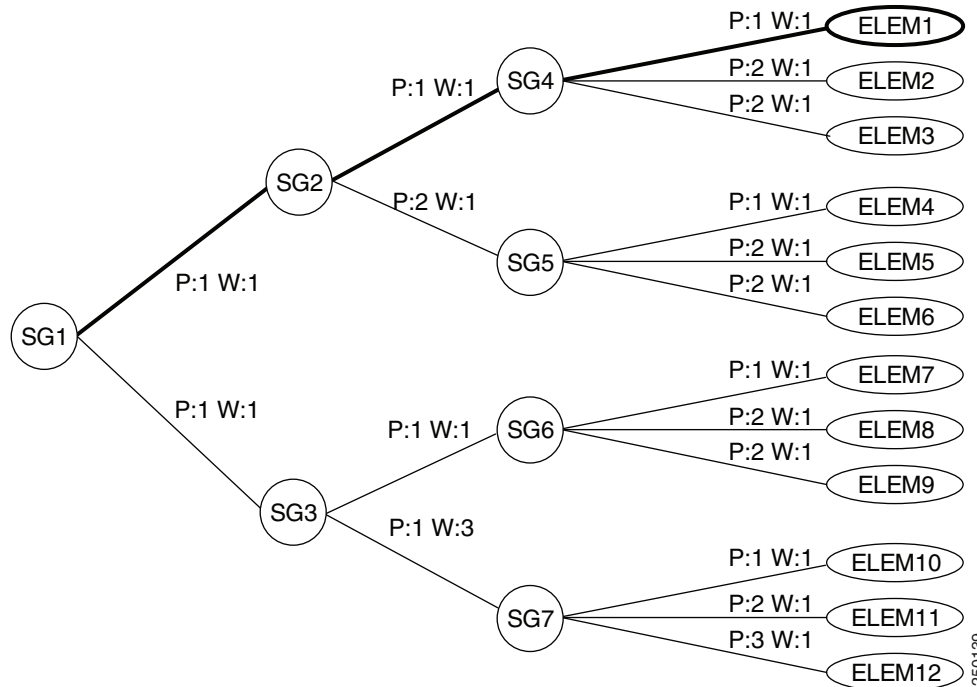 P:1 W:1
ELEM1
P:1 W:1
SG4
P:2 W:1
ELEM2
P:2 W:1
ELEM3
SG2
P:2 W:1
P:1 W:1
ELEM4
SG5
P:2 W:1
ELEM5
P:2 W:1
ELEM6
P:1 W:1
SG1
P:1 W:1
P:1 W:1
ELEM7
P:1 W:1
SG6
P:2 W:1
ELEM8
P:2 W:1
ELEM9
SG3
P:1 W:3
P:1 W:1
ELEM10
SG7
P:2 W:1
ELEM11
P:3 W:1
ELEM12